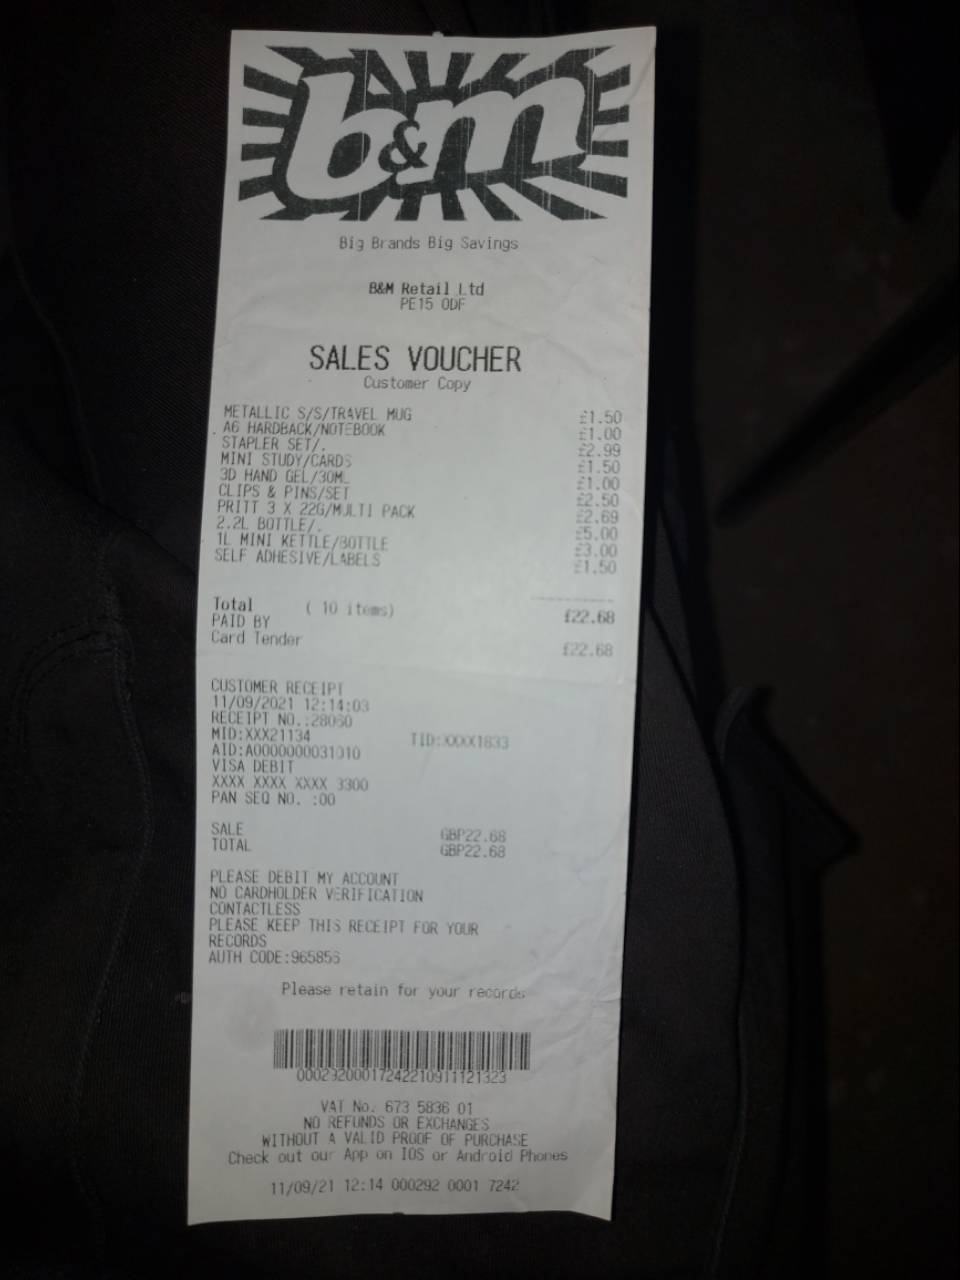 b&m
Big Brands Big Savings
B&M Retail Ltd
PE15 0DF
SALES VOUCHER
Customer Copy
METALLIC S/S/TRAVEL MUG £1.50
A6 HARDBACK/NOTEBOOK £1.00
STAPLER SET/. £2.99
MINI STUDY/CARDS £1.50
3D HAND GEL/30ML £1.00
CLIPS & PINS/SET £2.50
PRITT 3 X 22G/MULTI PACK £2.69
2.2L BOTTLE/. £5.00
1L MINI KETTLE/BOTTLE £3.00
SELF ADHESIVE/LABELS £1.50
Total ( 10 items) £22.68
PAID BY
Card Tender £22.68
CUSTOMER RECEIPT
11/09/2021 12:14:03
RECEIPT NO.:28060
MID:XXX21134 TID:XXXX1833
AID:A0000000031010
VISA DEBIT
XXXX XXXX XXXX 3300
PAN SEQ NO. :00
SALE GBP22.68
TOTAL GBP22.68
PLEASE DEBIT MY ACCOUNT
NO CARDHOLDER VERIFICATION
CONTACTLESS
PLEASE KEEP THIS RECEIPT FOR YOUR
RECORDS
AUTH CODE:965856
Please retain for your records
00029200017242210911121323
VAT No. 673 5836 01
NO REFUNDS OR EXCHANGES
WITHOUT A VALID PROOF OF PURCHASE
Check out our App on IOS or Android Phones
11/09/21 12:14 000292 0001 7242